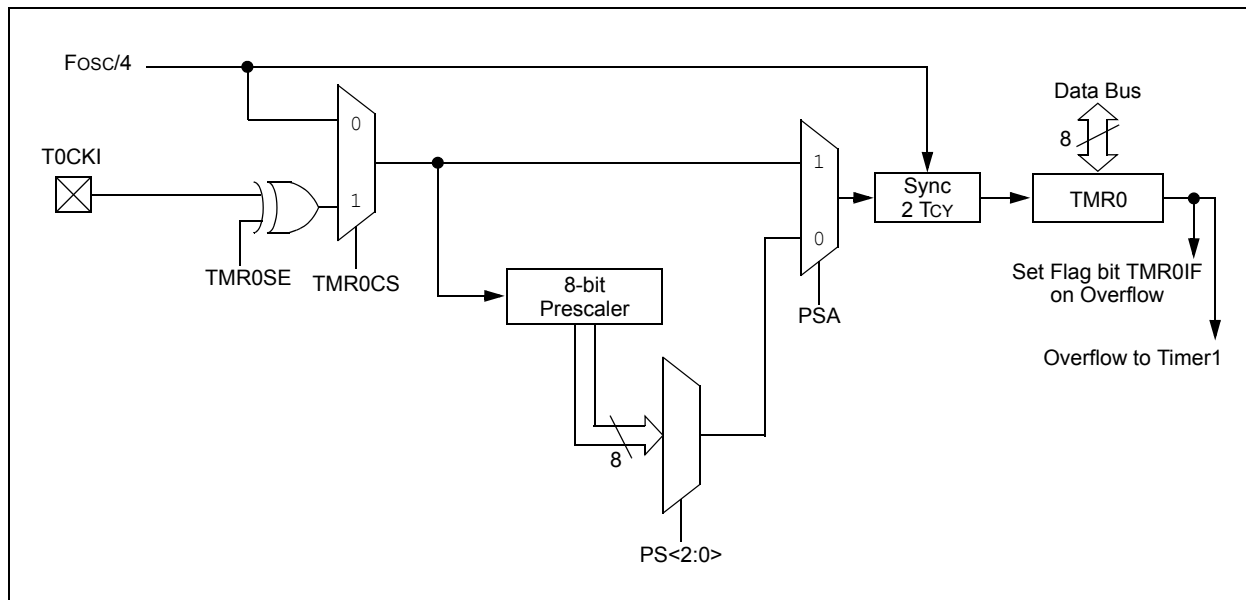 FOSC/4
Data Bus
8
0
T0CKI
1
1
Sync
2 TCY
TMR0
0
TMR0SE
TMR0CS
8-bit
Prescaler
PSA
Set Flag bit TMR0IF
on Overflow
Overflow to Timer1
8
PS<2:0>